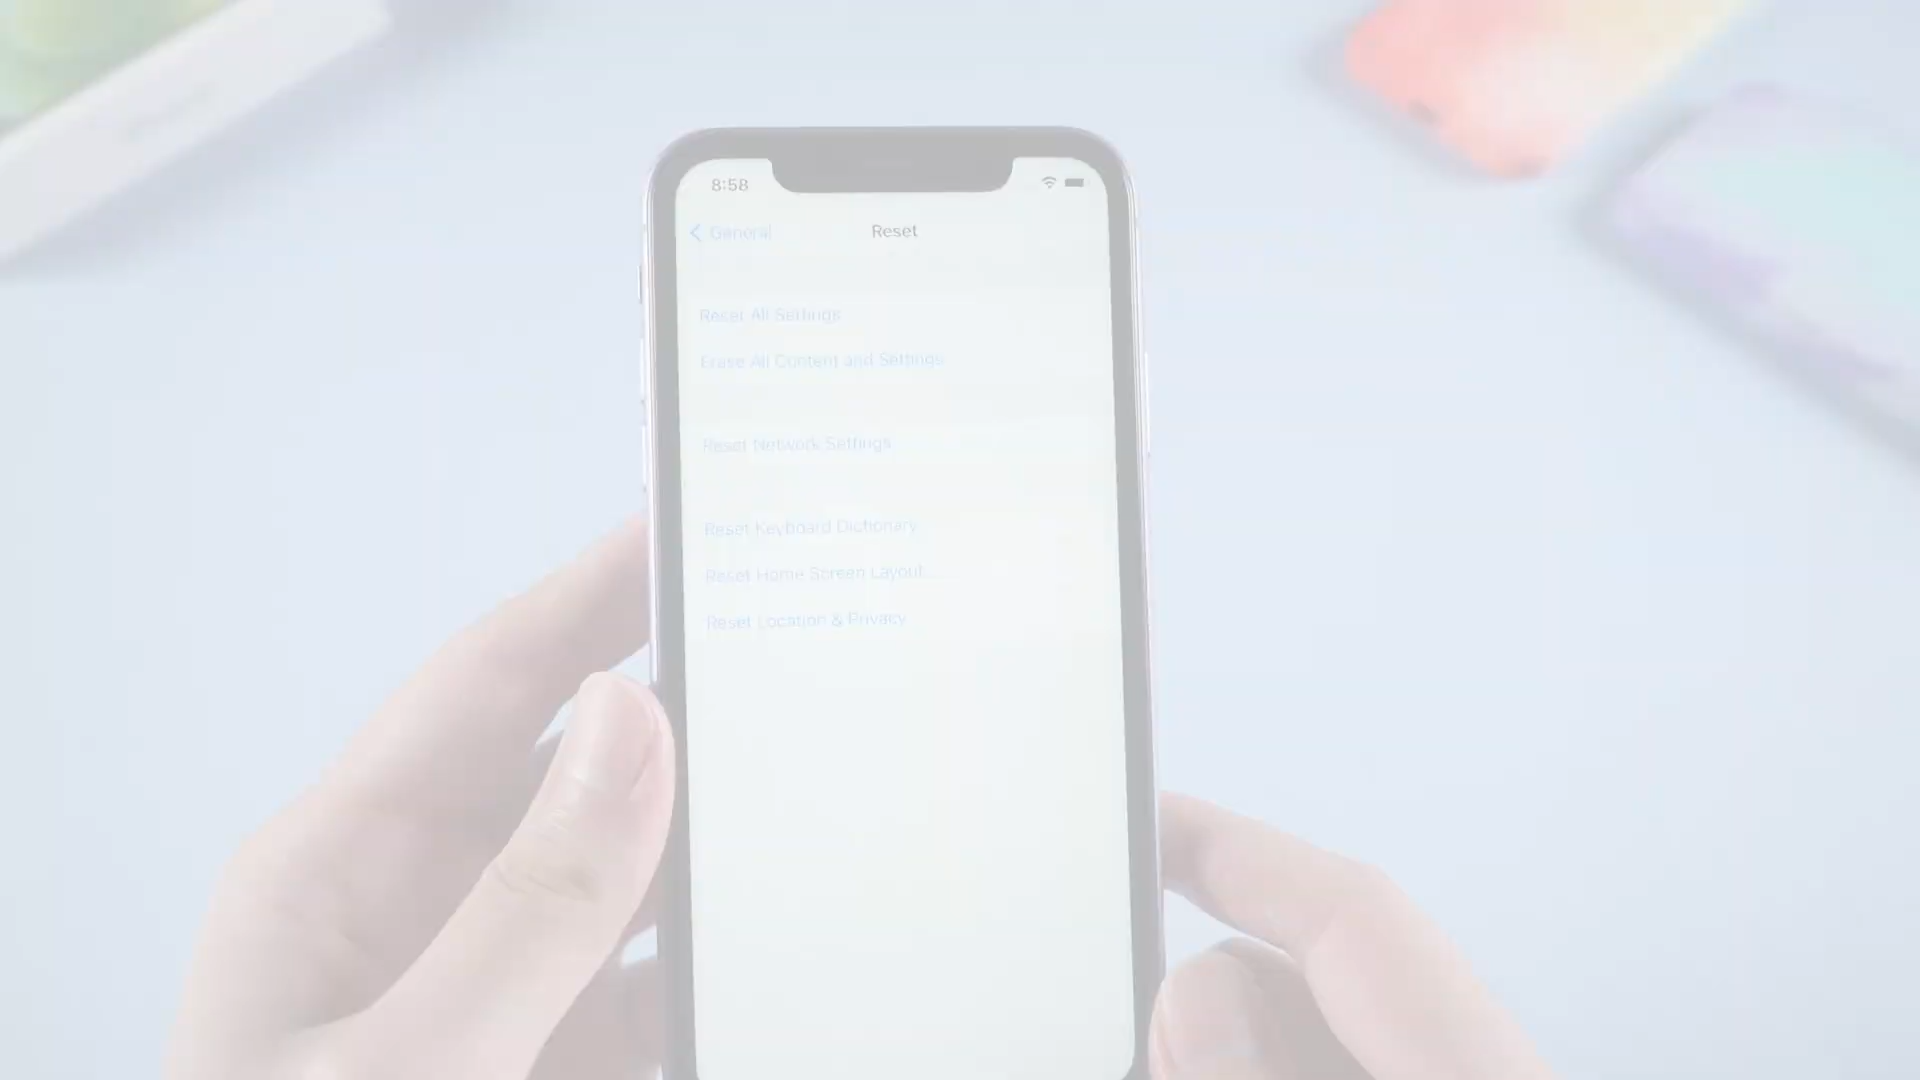 8:58
General
Reset
Reset All Settings
Erase All Content and Settings
Reset Network Settings
Reset Keyboard Dictionary
Reset Home Screen Layout
Reset Location & Privacy